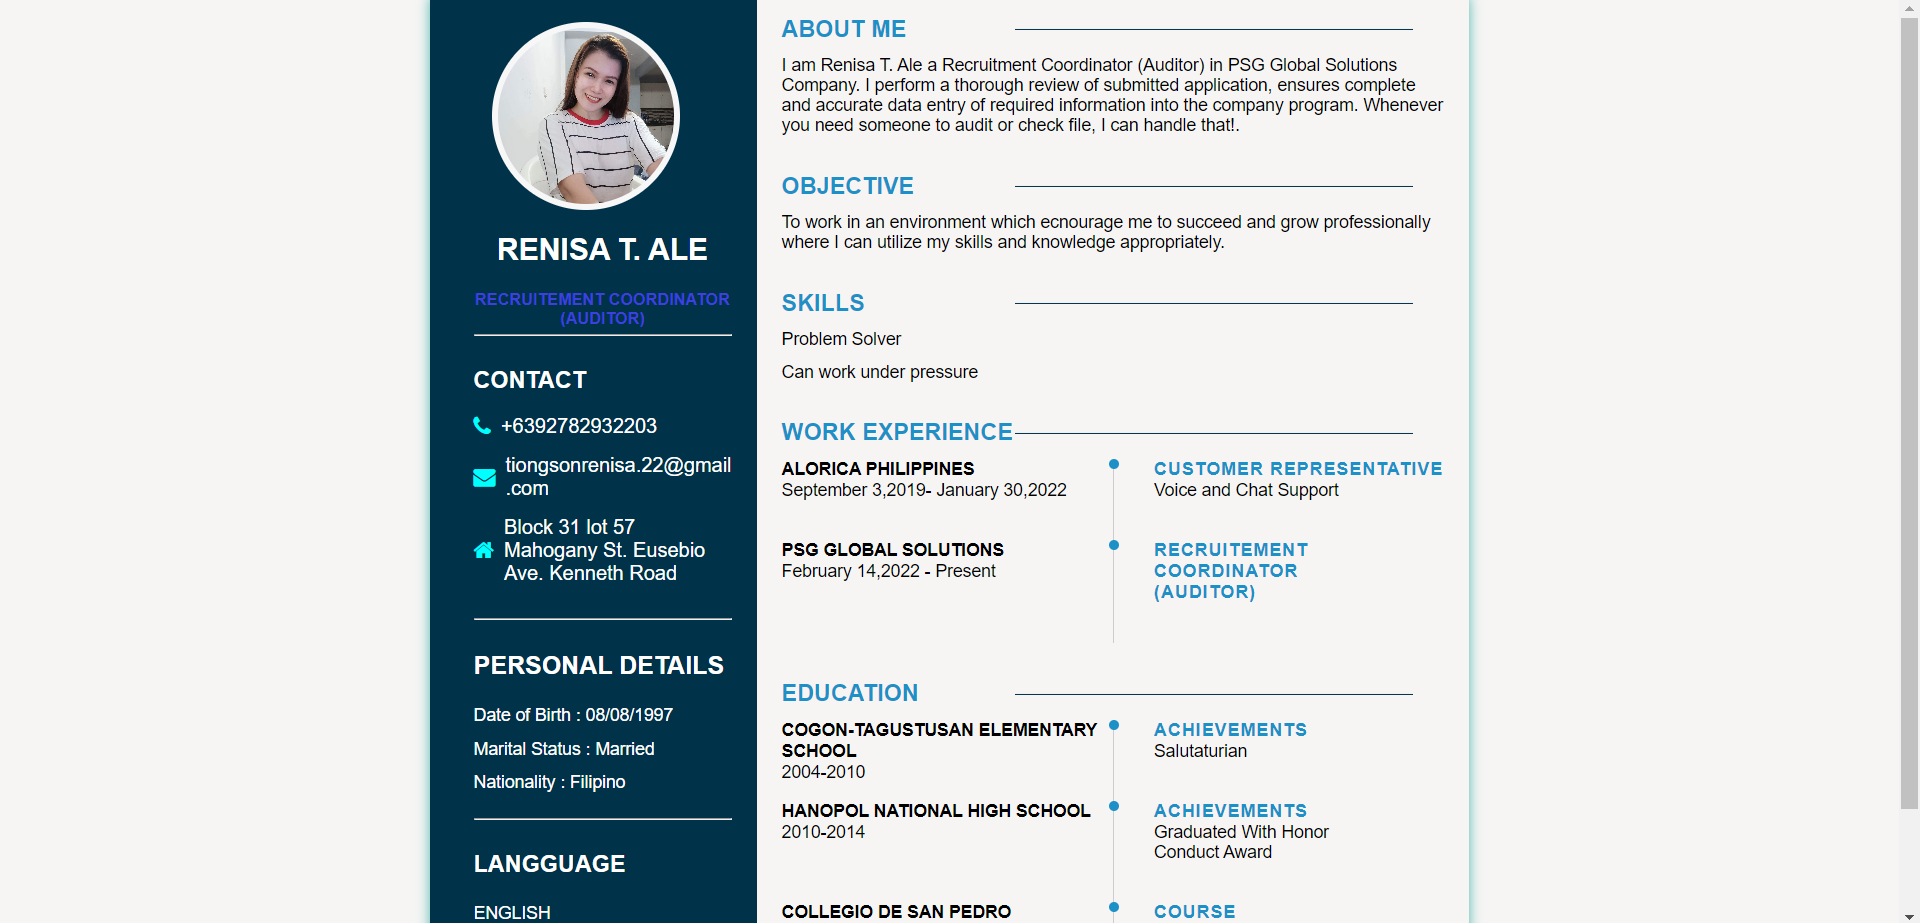 RENISA T. ALE
RECRUITEMENT COORDINATOR
(AUDITOR)
CONTACT
+6392782932203
tiongsonrenisa.22@gmail
.com
Block 31 lot 57
Mahogany St. Eusebio
Ave. Kenneth Road
PERSONAL DETAILS
Date of Birth : 08/08/1997
Marital Status : Married
Nationality : Filipino
LANGGUAGE
ENGLISH
ABOUT ME
I am Renisa T. Ale a Recruitment Coordinator (Auditor) in PSG Global Solutions
Company. I perform a thorough review of submitted application, ensures complete
and accurate data entry of required information into the company program. Whenever
you need someone to audit or check file, I can handle that!.
OBJECTIVE
To work in an environment which ecnourage me to succeed and grow professionally
where I can utilize my skills and knowledge appropriately.
SKILLS
Problem Solver
Can work under pressure
WORK EXPERIENCE
ALORICA PHILIPPINES
September 3,2019- January 30,2022
CUSTOMER REPRESENTATIVE
Voice and Chat Support
PSG GLOBAL SOLUTIONS
February 14,2022 - Present
RECRUITEMENT
COORDINATOR
(AUDITOR)
EDUCATION
COGON-TAGUSTUSAN ELEMENTARY
SCHOOL
2004-2010
ACHIEVEMENTS
Salutaturian
HANOPOL NATIONAL HIGH SCHOOL
2010-2014
ACHIEVEMENTS
Graduated With Honor
Conduct Award
COLLEGIO DE SAN PEDRO
COURSE